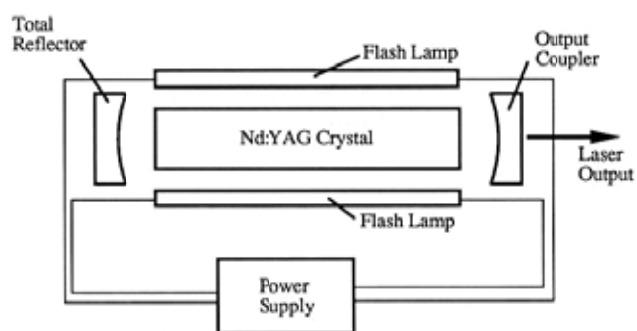 Total
Reflector
Flash Lamp
Output
Coupler
Nd:YAG Crystal
Laser
Output
Flash Lamp
Power
Supply